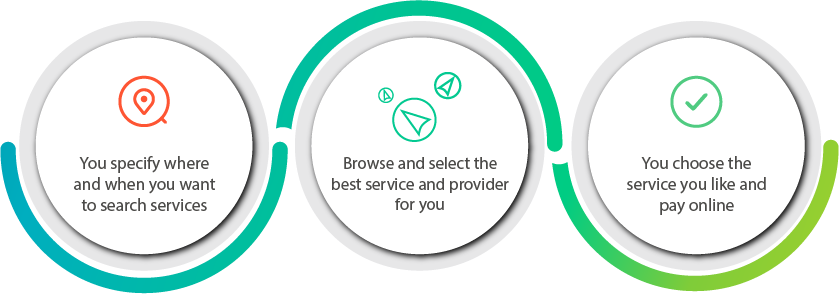 You specify where
and when you want
to search services
Browse and select the
best service and provider
for you
You choose the
service you like and
pay online